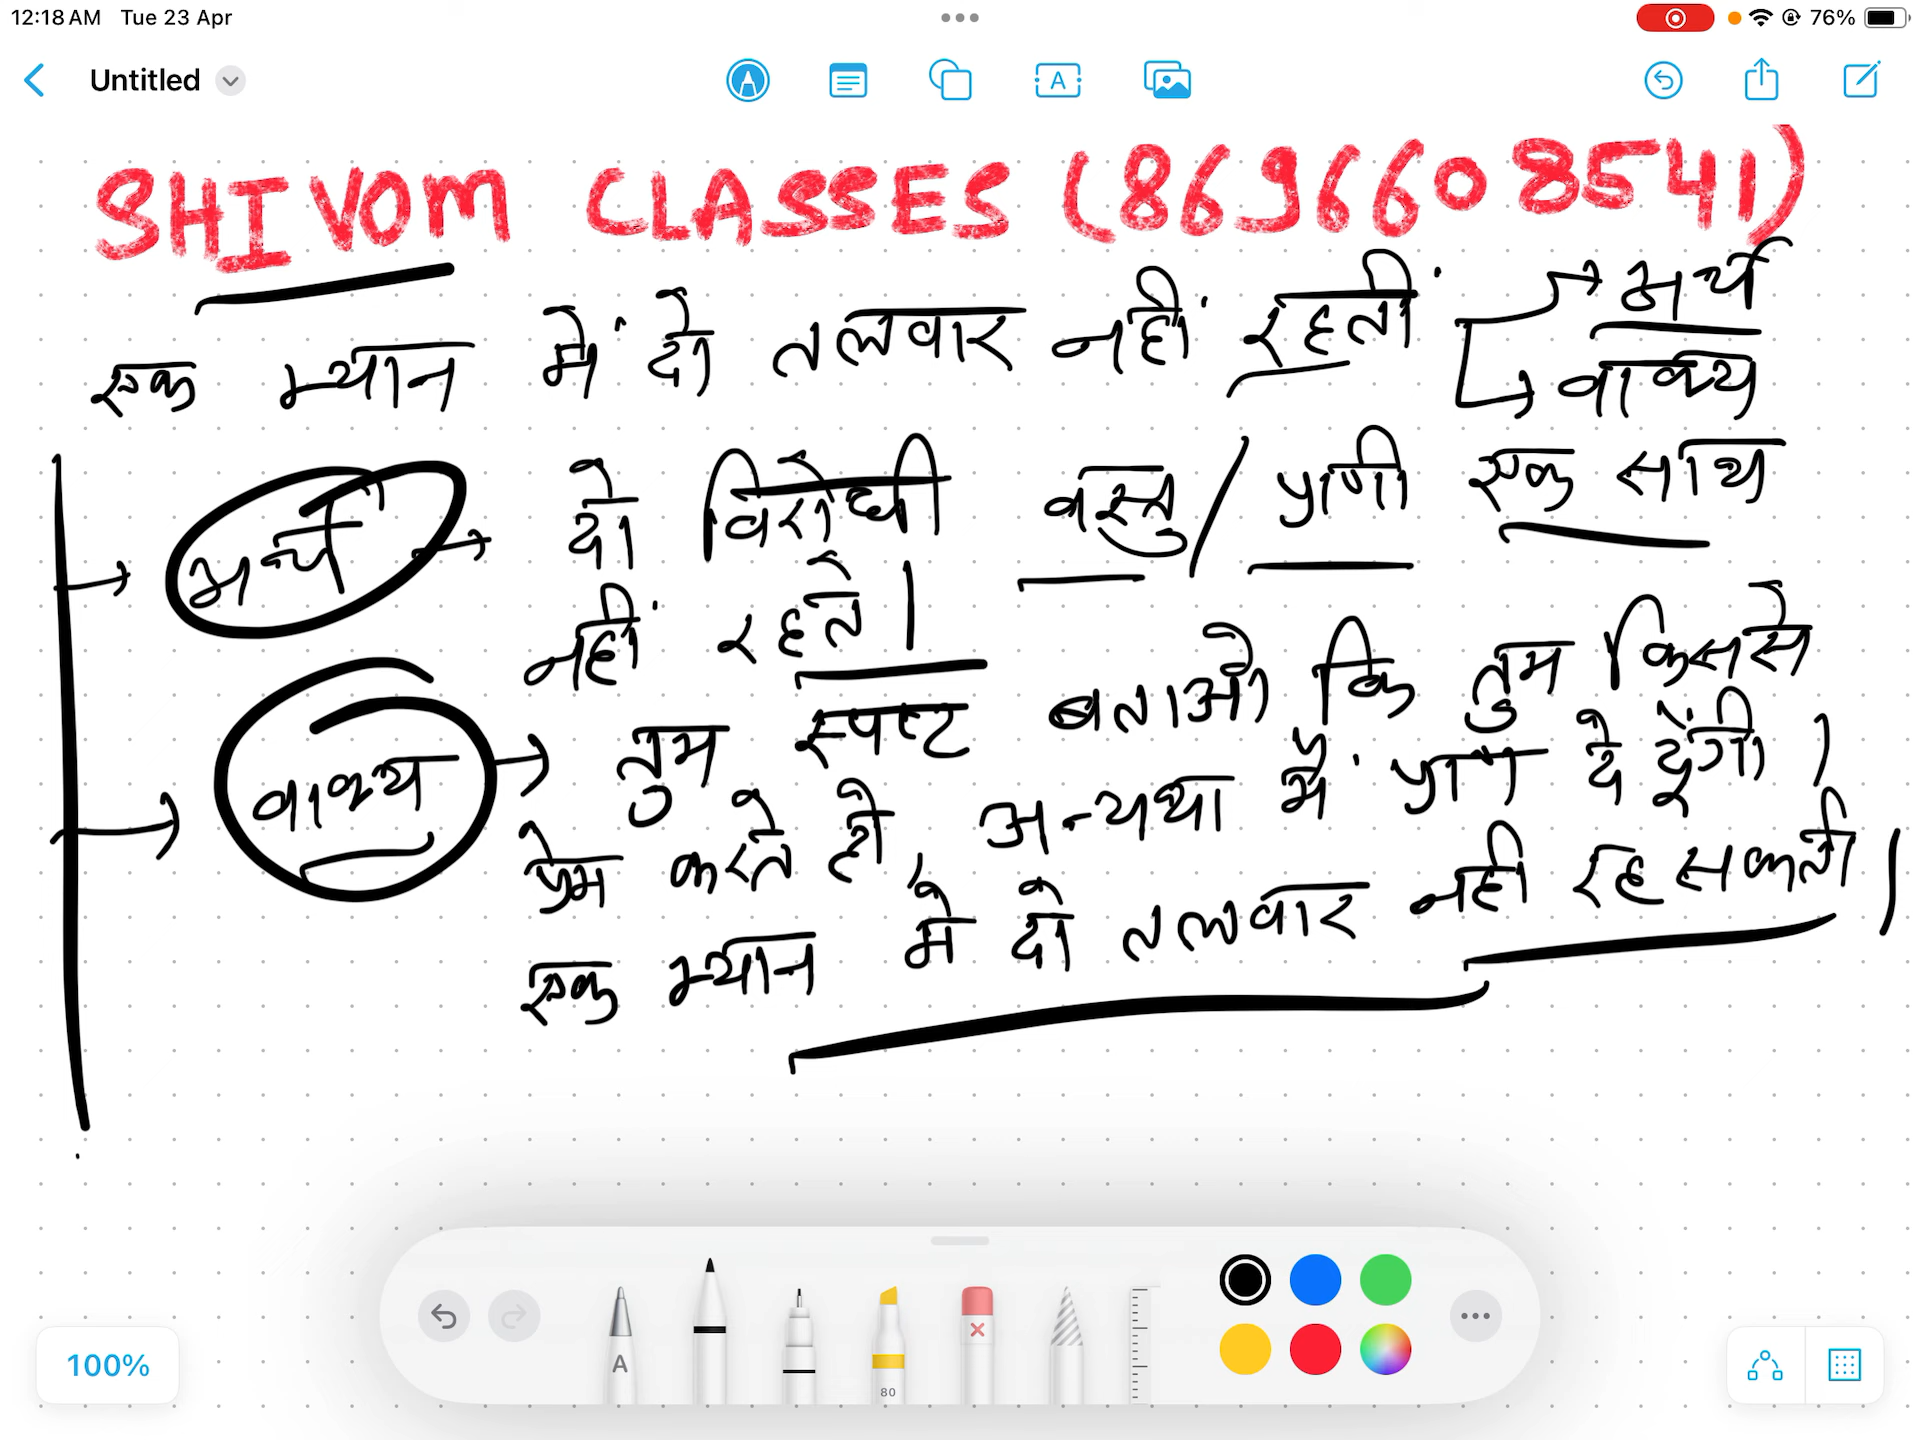 12:18 AM Tue 23 Apr
76%
Untitled
SHIVOM CLASSES (8696608541)
एक म्यान में दो तलवार नहीं रहती
अर्थ
वाक्य
अर्थ → दो विरोधी वस्तु / प्राणी एक साथ
नहीं रहते।
वाक्य → तुम स्पष्ट बताओ कि तुम किससे
प्रेम करते हो, अन्यथा मैं प्राण दे दूंगी।
एक म्यान में दो तलवार नही रह सकती।
A
80
100%